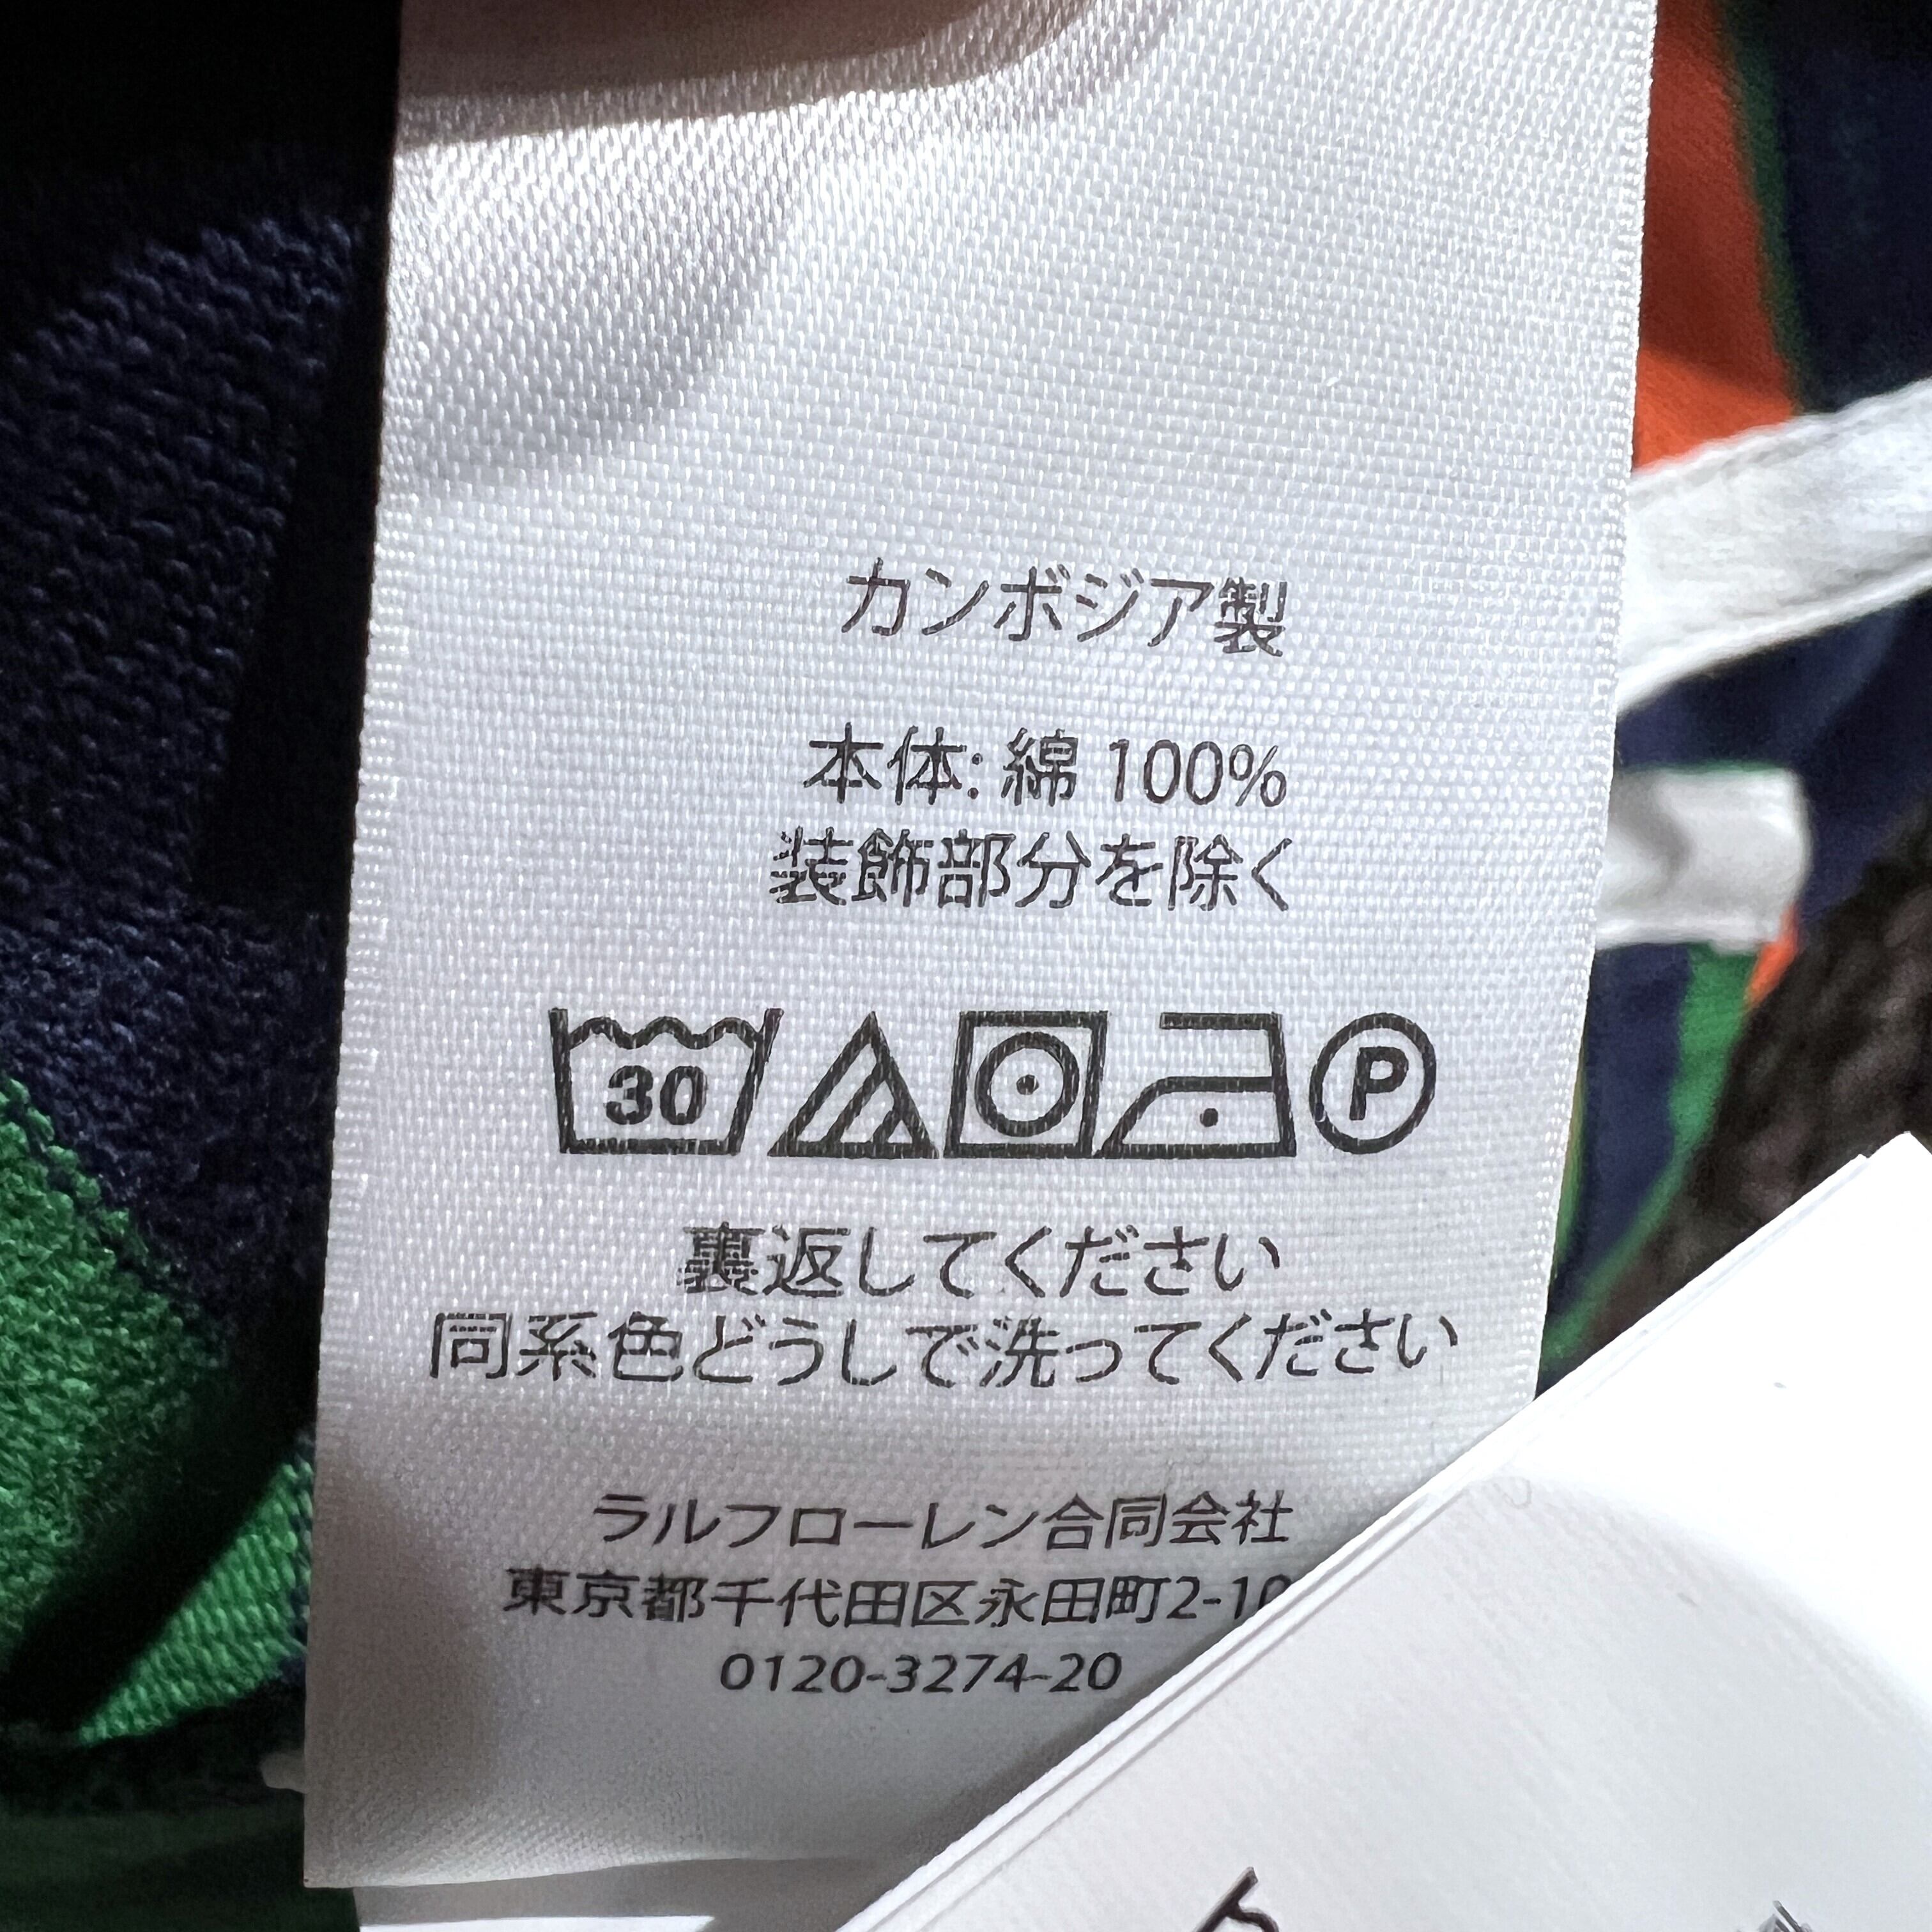 カンボジア製
本体: 綿 100%
装飾部分を除く
30
P
裏返してください
同系色どうしで洗ってください
ラルフローレン合同会社
東京都千代田区永田町2-10
0120-3274-20